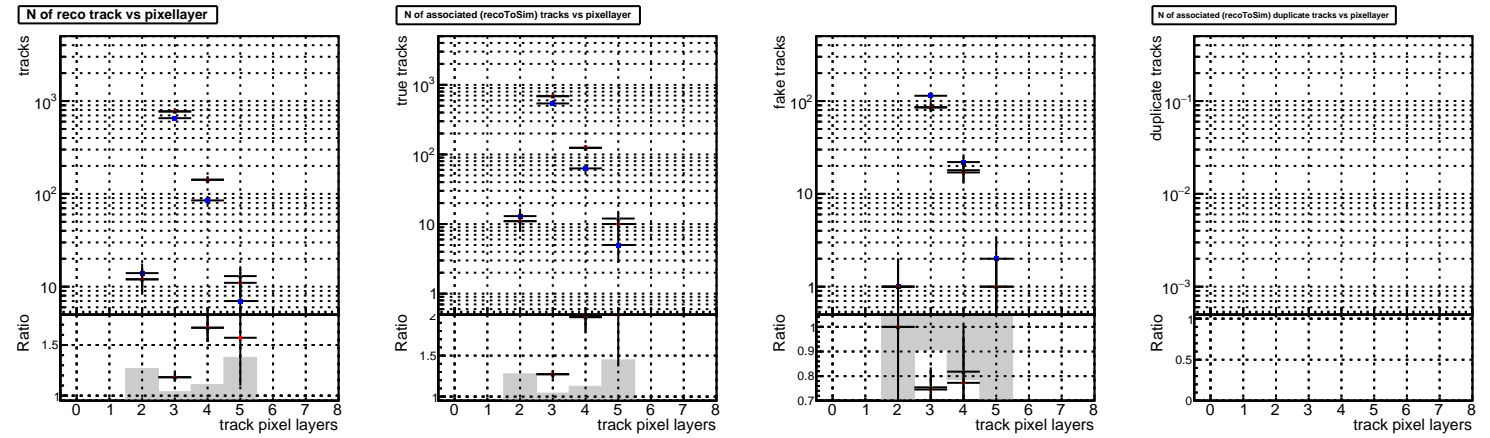 N of reco track vs pixellayer
tracks
10³
10²
10
Ratio
1.5
1
0 1 2 3 4 5 6 7 8
track pixel layers
N of associated (recoToSim) tracks vs pixellayer
true tracks
10³
10²
10
1
Ratio
2
1.5
1
0 1 2 3 4 5 6 7 8
track pixel layers
fake tracks
10²
10
1
Ratio
1
0.9
0.8
0.7
0 1 2 3 4 5 6 7 8
track pixel layers
N of associated (recoToSim) duplicate tracks vs pixellayer
duplicate tracks
10⁻¹
10⁻²
10⁻³
Ratio
1
0.5
0
0 1 2 3 4 5 6 7 8
track pixel layers